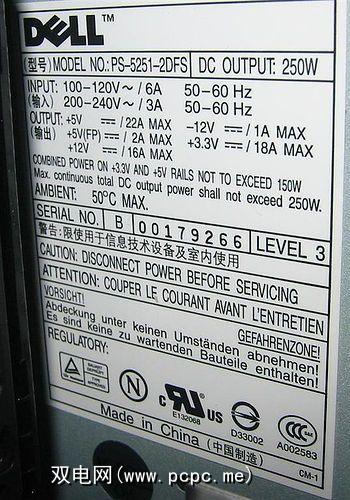 DELL
(型号) MODEL NO.: PS-5251-2DFS DC OUTPUT: 250W
INPUT: 100-120V～ / 6A 50-60 Hz
(输入) 200-240V～ / 3A 50-60 Hz
OUTPUT: +5V ⎓ / 22A MAX -12V ⎓ / 1A MAX
(输出) +5V(FP) ⎓ / 2A MAX +3.3V ⎓ / 18A MAX
+12V ⎓ / 16A MAX
COMBINED POWER ON +3.3V AND +5V RAILS NOT TO EXCEED 150W
Max. continuous total DC output power shall not exceed 250W.
AMBIENT: 50°C MAX.
SERIAL NO. B 00179266 LEVEL 3
警告: 限使用于信息技术设备及室内使用
CAUTION: DISCONNECT POWER BEFORE SERVICING
ATTENTION: COUPER LE COURANT AVANT L'ENTRETIEN
VORSICHT! GEFAHRENZONE!
Abdeckung unter keinen Umständen abnehmen!
Es sind keine zu wartenden Bauteile enthalten!
REGULATORY:
N
c RU US
E132068
D33002
CCC
A002583
Made in China (中国制造)
CM-1
双电网(www.pcpc.me)